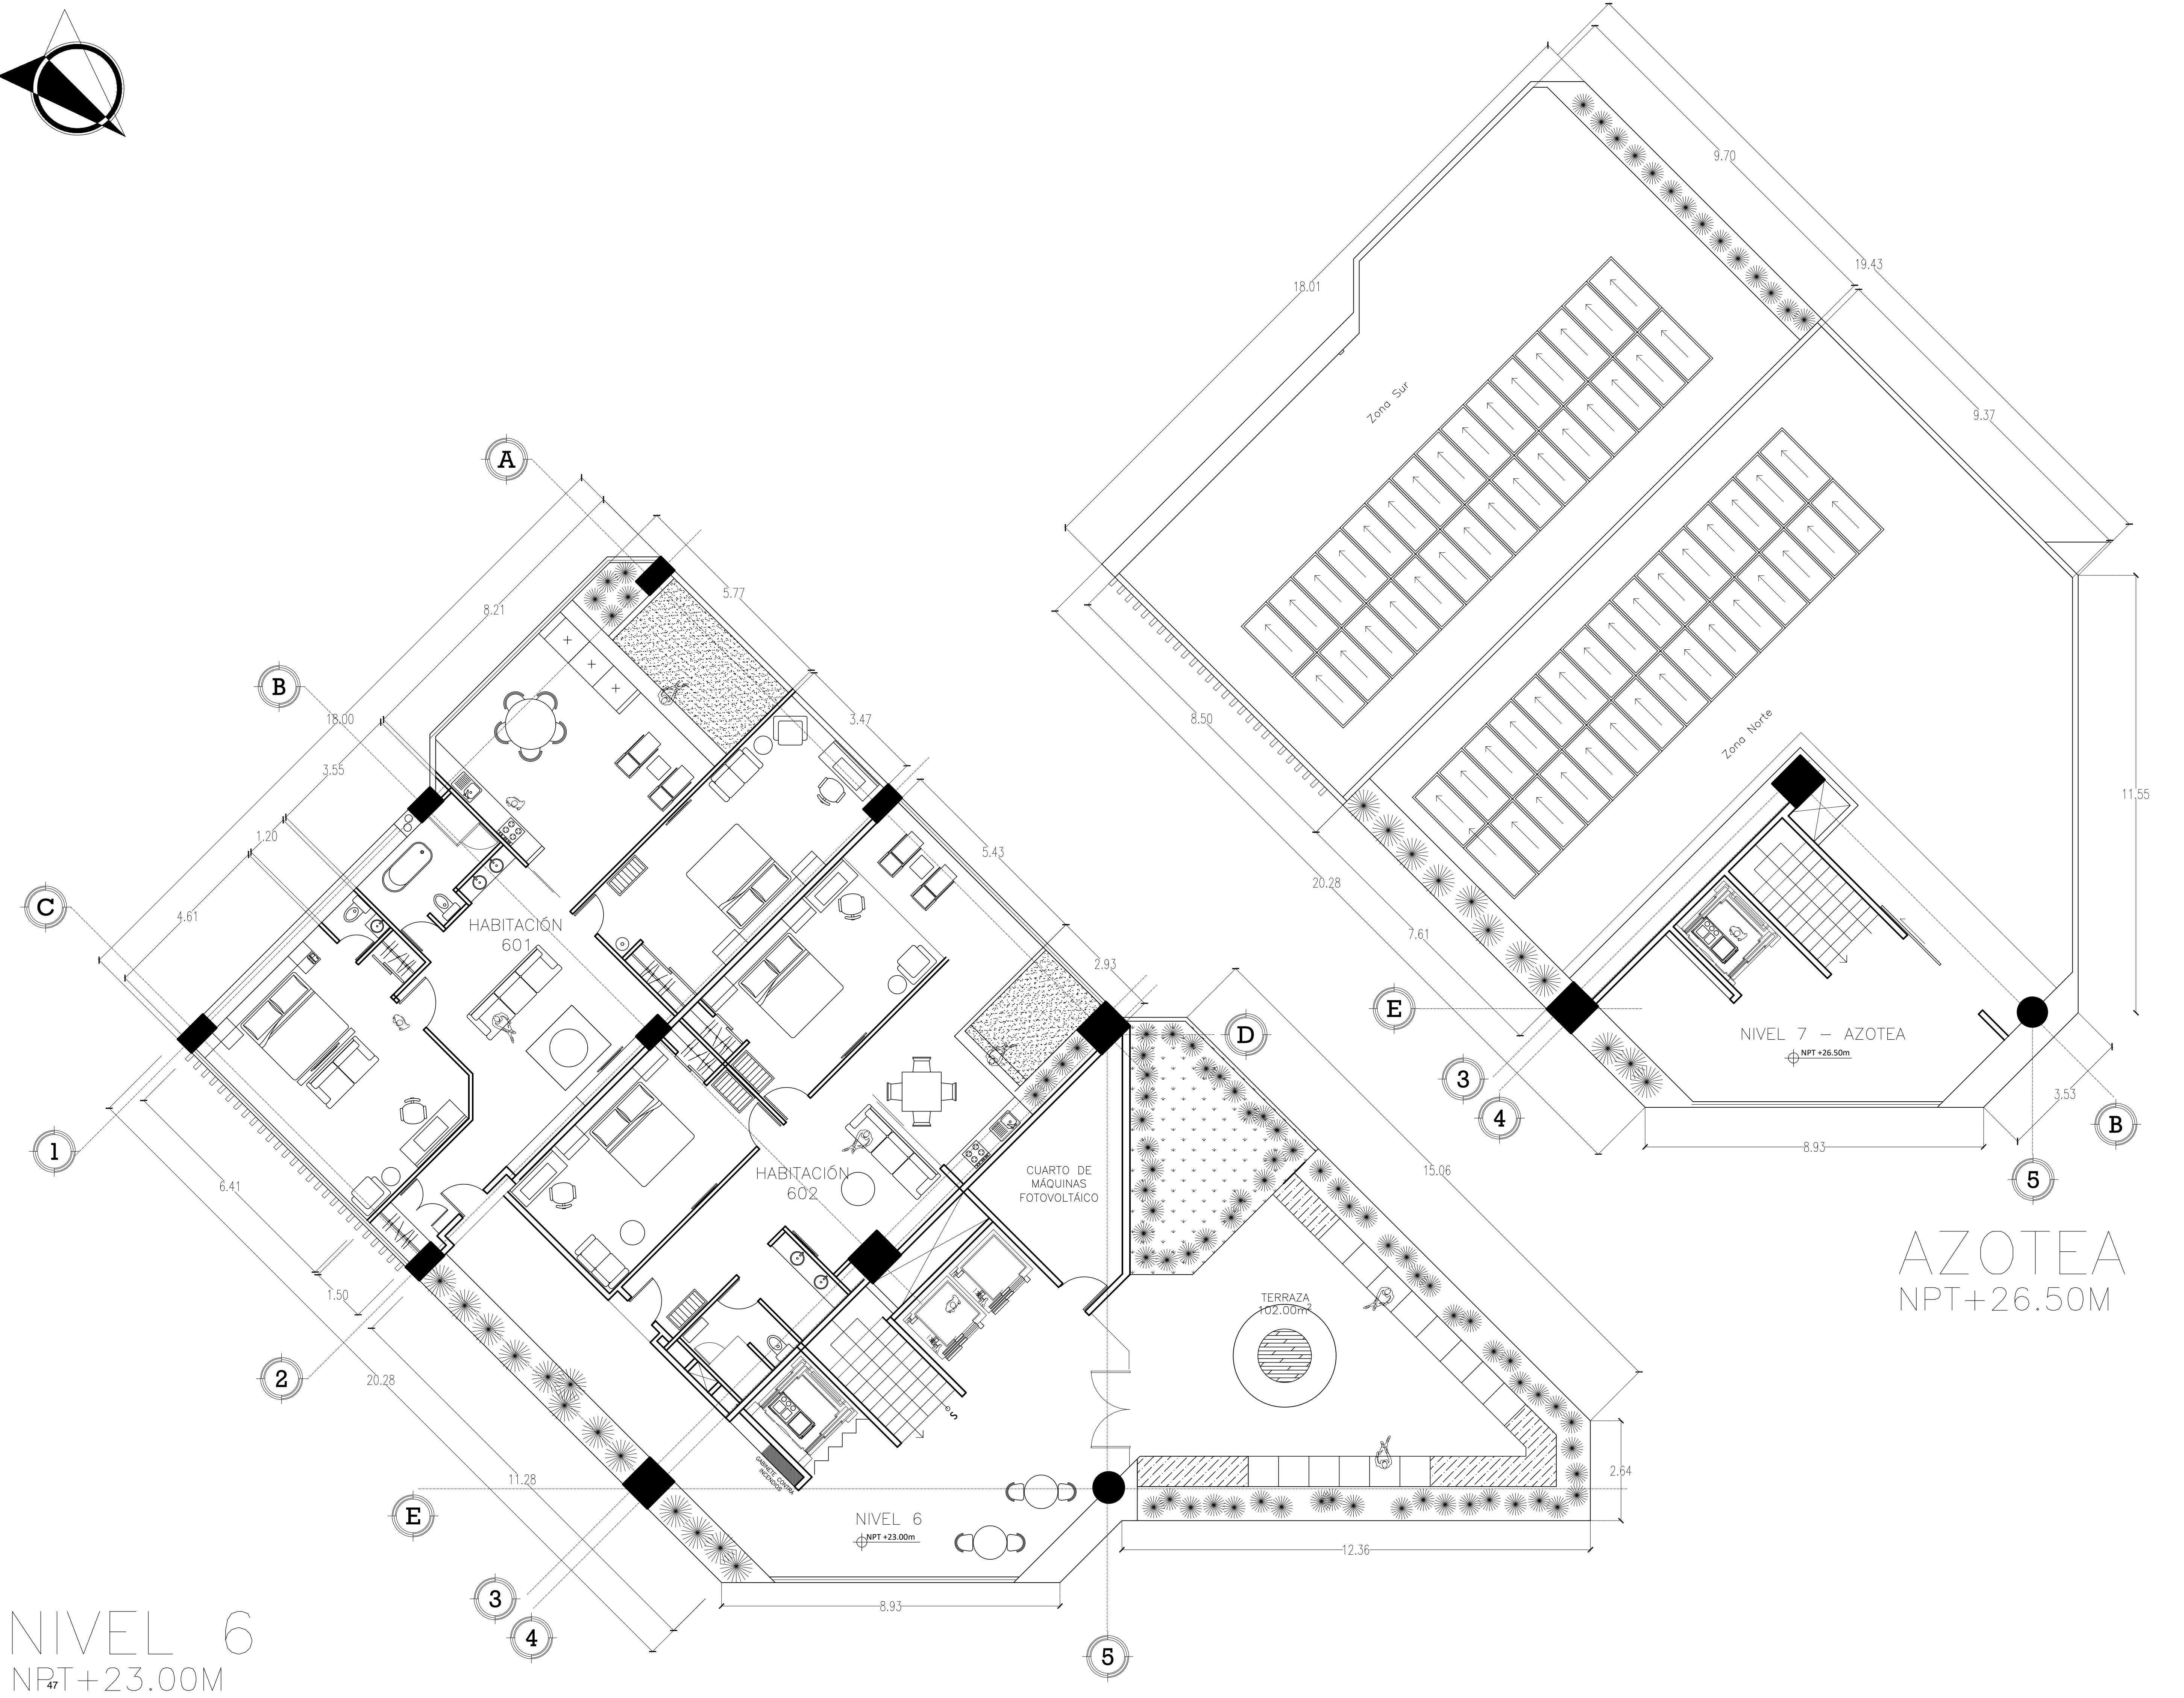 A
B
C
1
2
E
3
4
5
D
8.21
5.77
3.47
18.00
3.55
1.20
4.61
5.43
2.93
15.06
6.41
1.50
20.28
11.28
8.93
12.36
2.64
HABITACIÓN
601
HABITACIÓN
602
CUARTO DE
MÁQUINAS
FOTOVOLTÁICO
TERRAZA
102.00m²
GABINETE CONTRA
INCENDIOS
S
NIVEL 6
NPT +23.00m
NIVEL 6
NPT+23.00M
47
9.70
19.43
18.01
9.37
Zona Sur
8.50
Zona Norte
20.28
7.61
11.55
E
3
4
NIVEL 7 – AZOTEA
NPT +26.50m
3.53
B
8.93
5
AZOTEA
NPT+26.50M